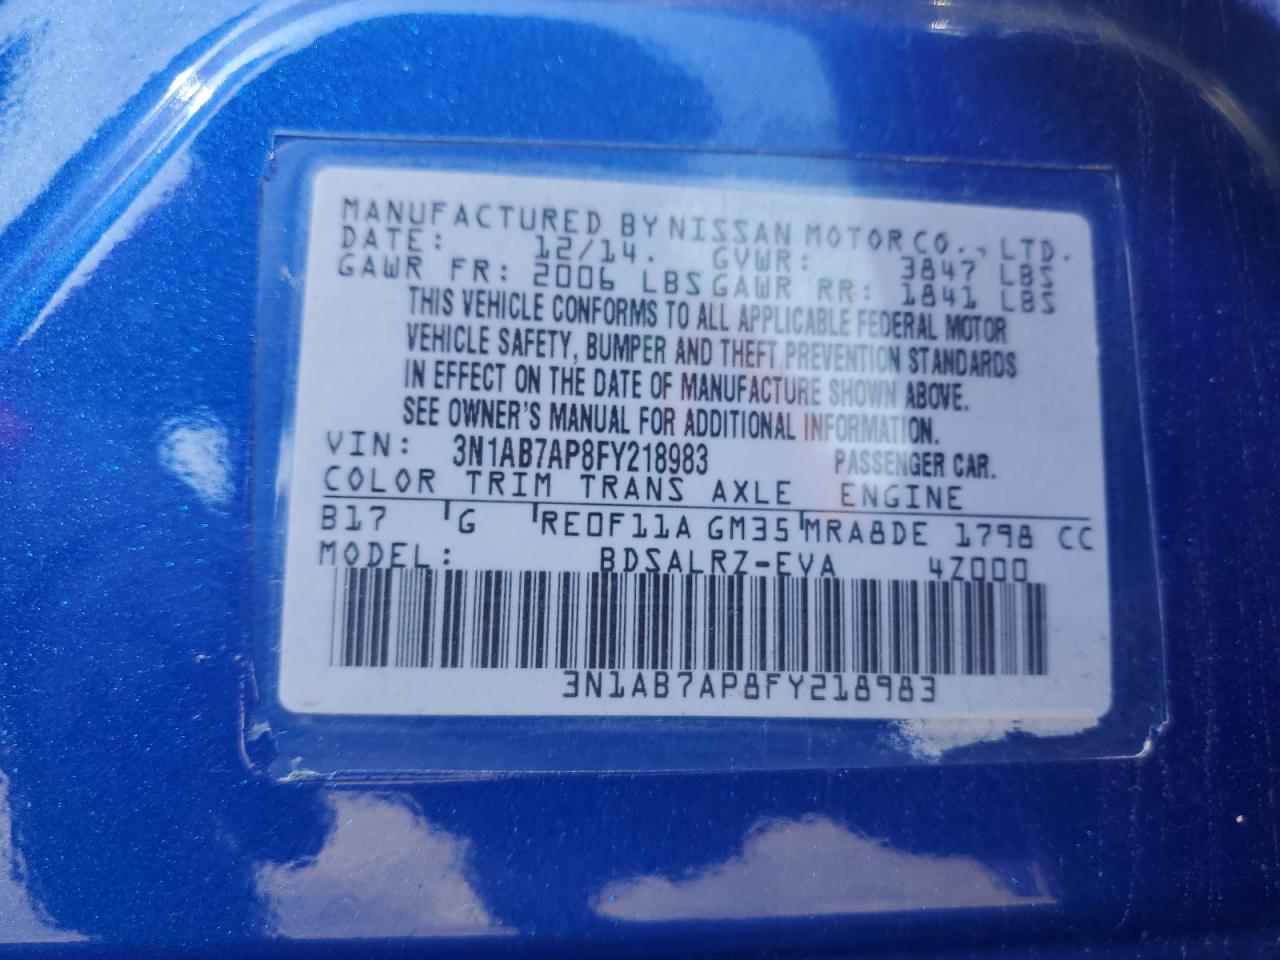 MANUFACTURED BY NISSAN MOTOR CO., LTD.
DATE: 12/14. GVWR: 3847 LBS
GAWR FR: 2006 LBS GAWR RR: 1841 LBS
THIS VEHICLE CONFORMS TO ALL APPLICABLE FEDERAL MOTOR
VEHICLE SAFETY, BUMPER AND THEFT PREVENTION STANDARDS
IN EFFECT ON THE DATE OF MANUFACTURE SHOWN ABOVE.
SEE OWNER'S MANUAL FOR ADDITIONAL INFORMATION.
VIN: 3N1AB7AP8FY218983 PASSENGER CAR.
COLOR TRIM TRANS AXLE ENGINE
B17 G RE0F11A GM35 MRA8DE 1798 CC
MODEL: BDSALRZ-EVA 4Z000
3N1AB7AP8FY218983